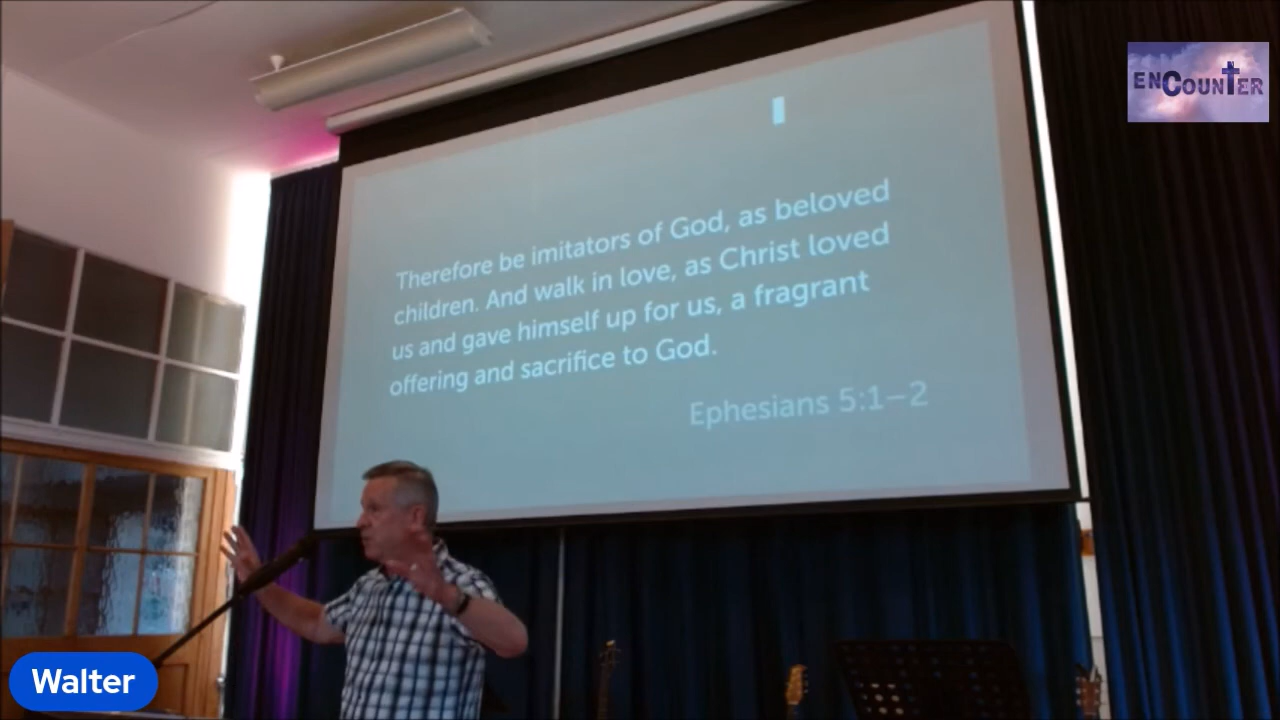 ENCOUNTER
Therefore be imitators of God, as beloved
children. And walk in love, as Christ loved
us and gave himself up for us, a fragrant
offering and sacrifice to God.
Ephesians 5:1–2
Walter